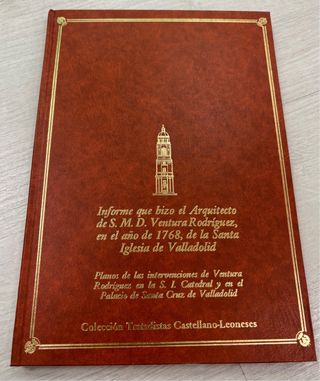 Informe que hizo el Arquitecto
de S. M. D. Ventura Rodríguez,
en el año de 1768, de la Santa
Iglesia de Valladolid
Planos de las intervenciones de Ventura
Rodríguez en la S. I. Catedral y en el
Palacio de Santa Cruz de Valladolid
Colección Tratadistas Castellano-Leoneses